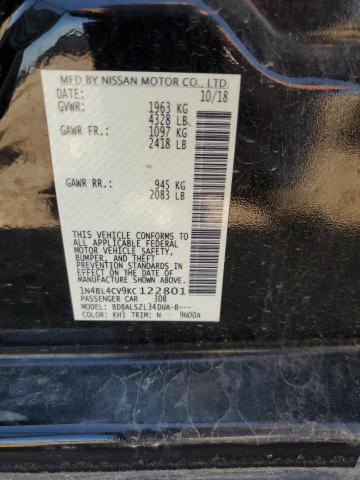 MFD BY NISSAN MOTOR CO., LTD.
DATE: 10/18
GVWR: 1963 KG
4328 LB
GAWR FR: 1097 KG
2418 LB
GAWR RR: 945 KG
2083 LB
THIS VEHICLE CONFORMS TO ALL
APPLICABLE FEDERAL
MOTOR VEHICLE SAFETY,
BUMPER, AND THEFT
PREVENTION STANDARDS
IN EFFECT ON THE DATE OF
MANUFACTURE SHOWN ABOVE.
1N4BL4CV9KC122801
PASSENGER CAR 308
MODEL: BDBALSZL34DUA-B---
COLOR: KH3 TRIM: N 9N00A